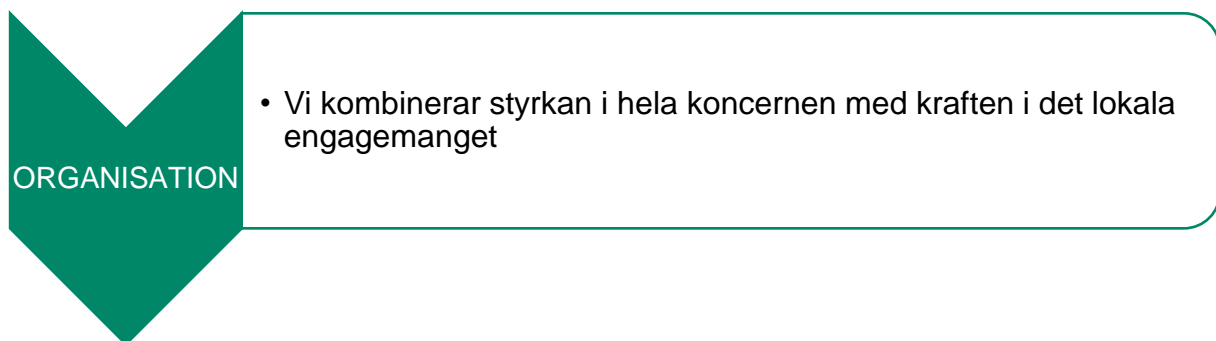 • Vi kombinerar styrkan i hela koncernen med kraften i det lokala
engagemanget
ORGANISATION